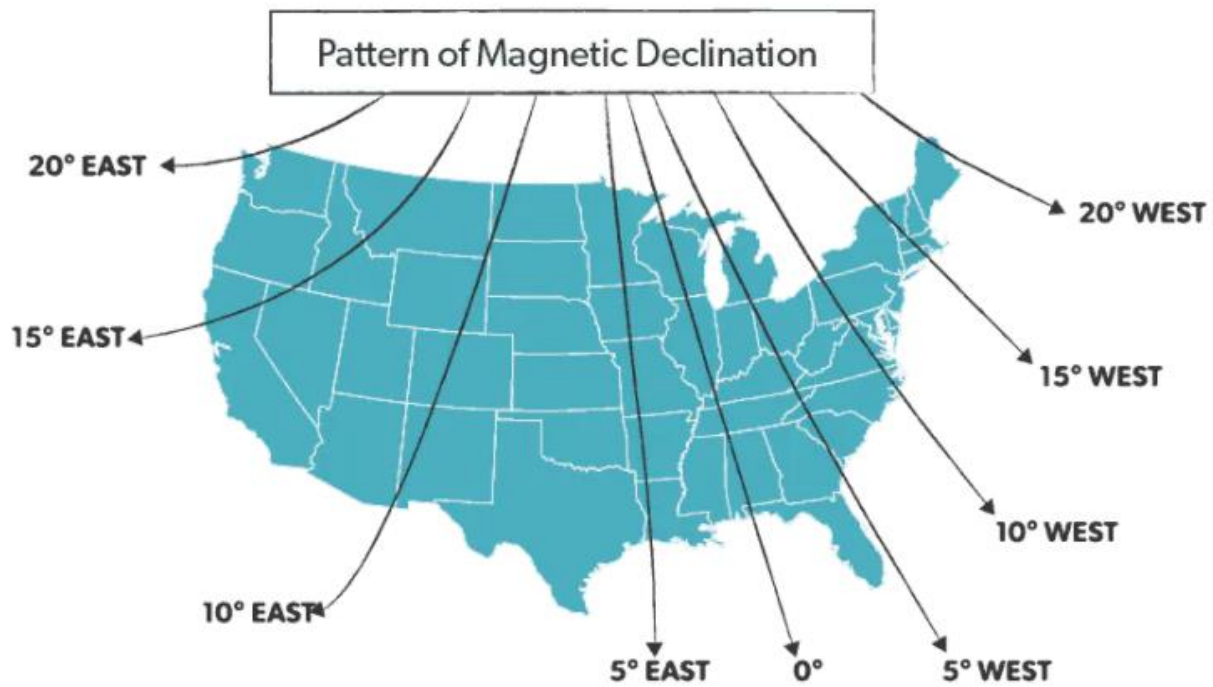 Pattern of Magnetic Declination
20° EAST
20° WEST
15° EAST
15° WEST
10° WEST
10° EAST
5° EAST
0°
5° WEST